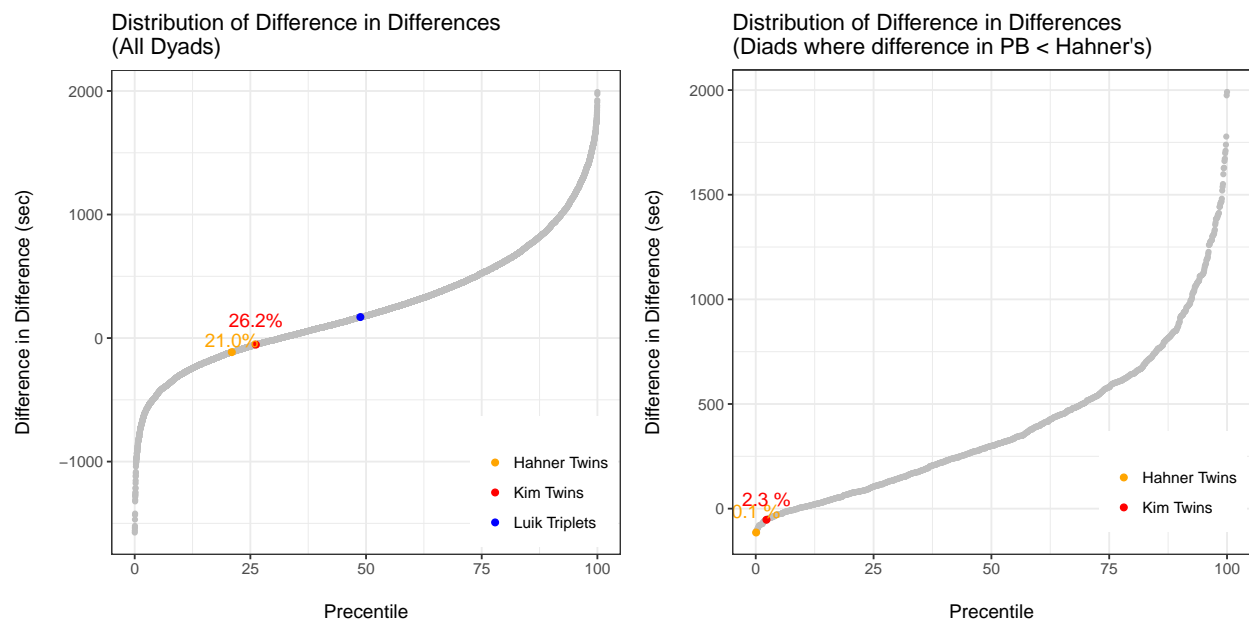 Distribution of Difference in Differences
(All Dyads)
2000
1000
0
−1000
Difference in Difference (sec)
26.2%
21.0%
Hahner Twins
Kim Twins
Luik Triplets
0
25
50
75
100
Precentile
Distribution of Difference in Differences
(Diads where difference in PB < Hahner's)
2000
1500
1000
500
0
Difference in Difference (sec)
2.3 %
0.1 %
Hahner Twins
Kim Twins
0
25
50
75
100
Precentile